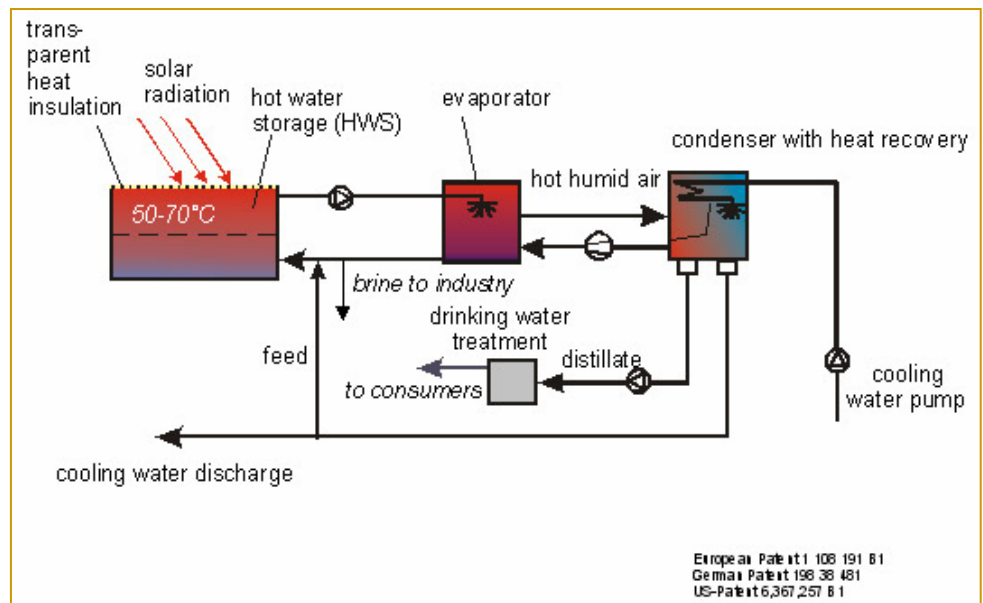 trans-
parent
heat
insulation
solar
radiation
hot water
storage (HWS)
evaporator
condenser with heat recovery
hot humid air
50-70°C
brine to industry
drinking water
treatment
feed
distillate
to consumers
cooling
water pump
cooling water discharge
European Patent 1 108 191 B1
German Patent 198 38 481
US-Patent 6,367,257 B1